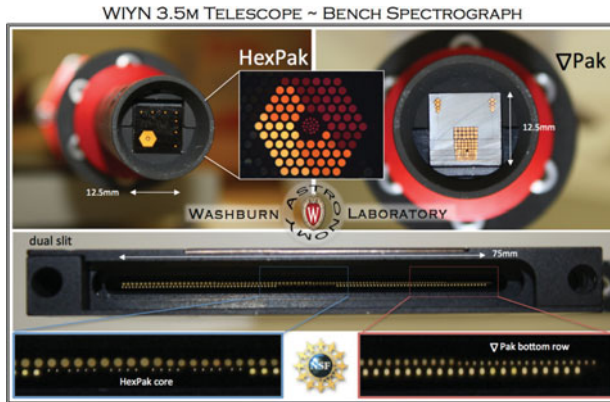 WIYN 3.5M TELESCOPE ~ BENCH SPECTROGRAPH
HexPak
∇Pak
12.5mm
12.5mm
WASHBURN ASTRONOMY LABORATORY
W
dual slit
75mm
HexPak core
NSF
∇Pak bottom row